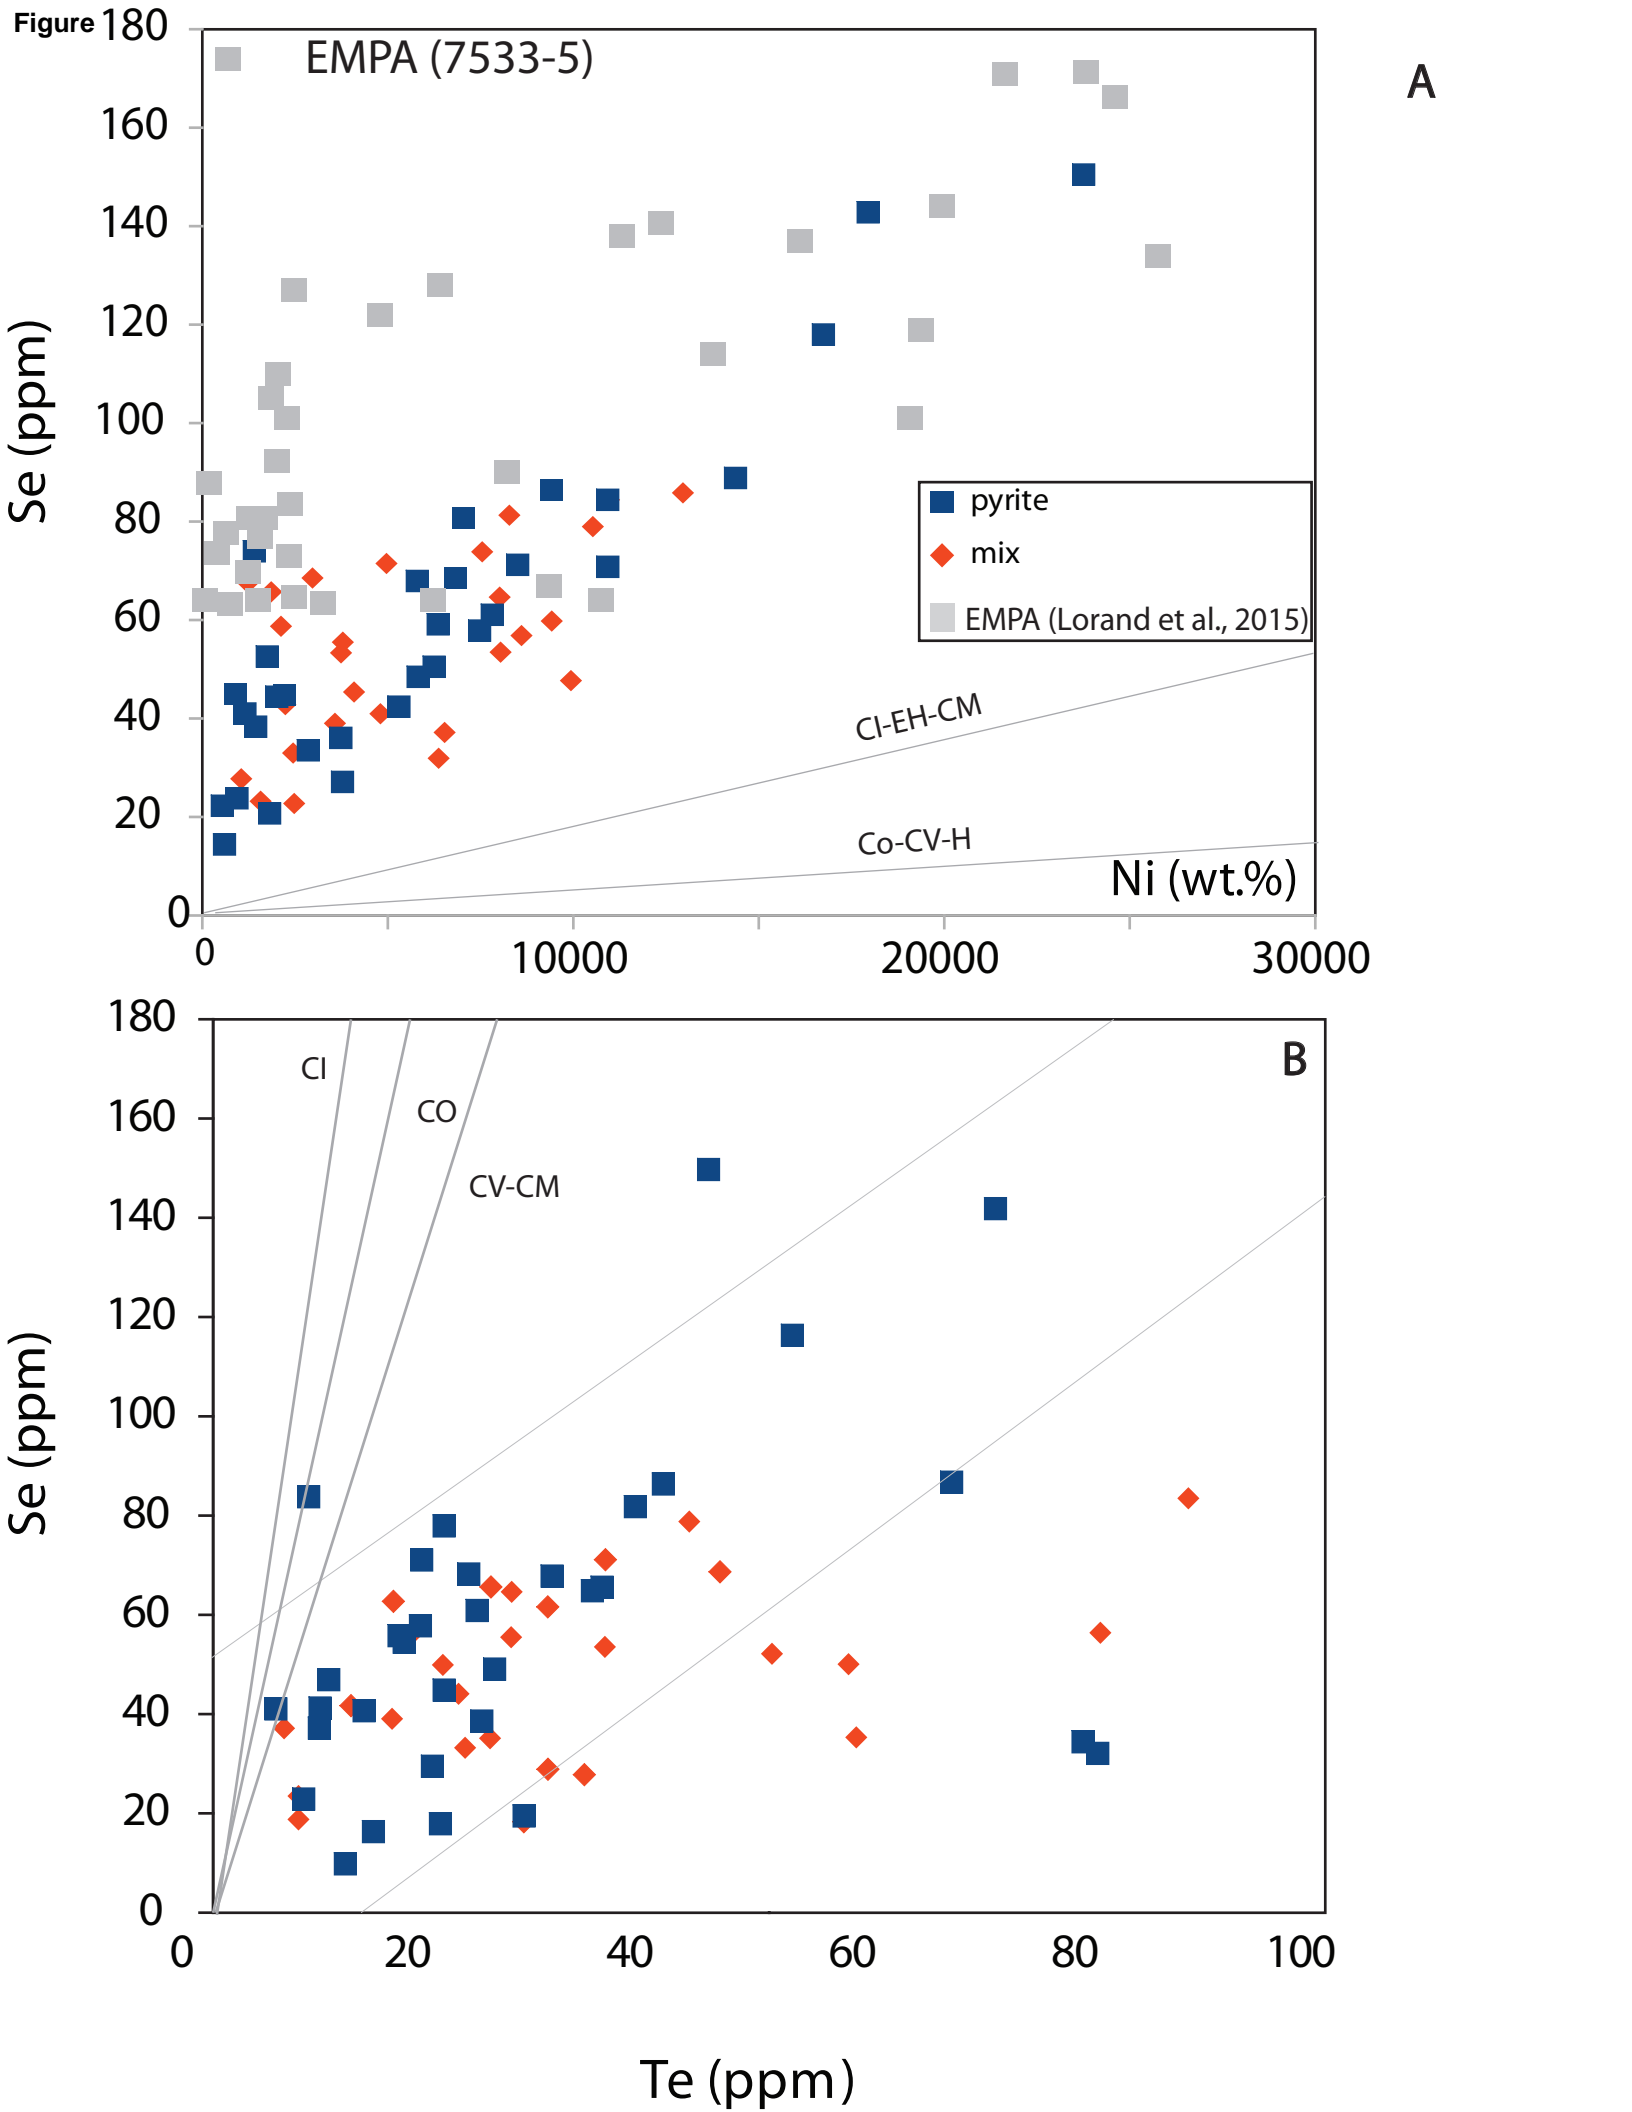 Figure
180
EMPA (7533-5)
A
160
140
120
100
80
60
40
20
0
Se (ppm)
pyrite
mix
EMPA (Lorand et al., 2015)
CI-EH-CM
Co-CV-H
Ni (wt.%)
0 10000 20000 30000
180
B
CI
160
CO
CV-CM
140
120
100
80
60
40
20
0
Se (ppm)
0 20 40 60 80 100
Te (ppm)